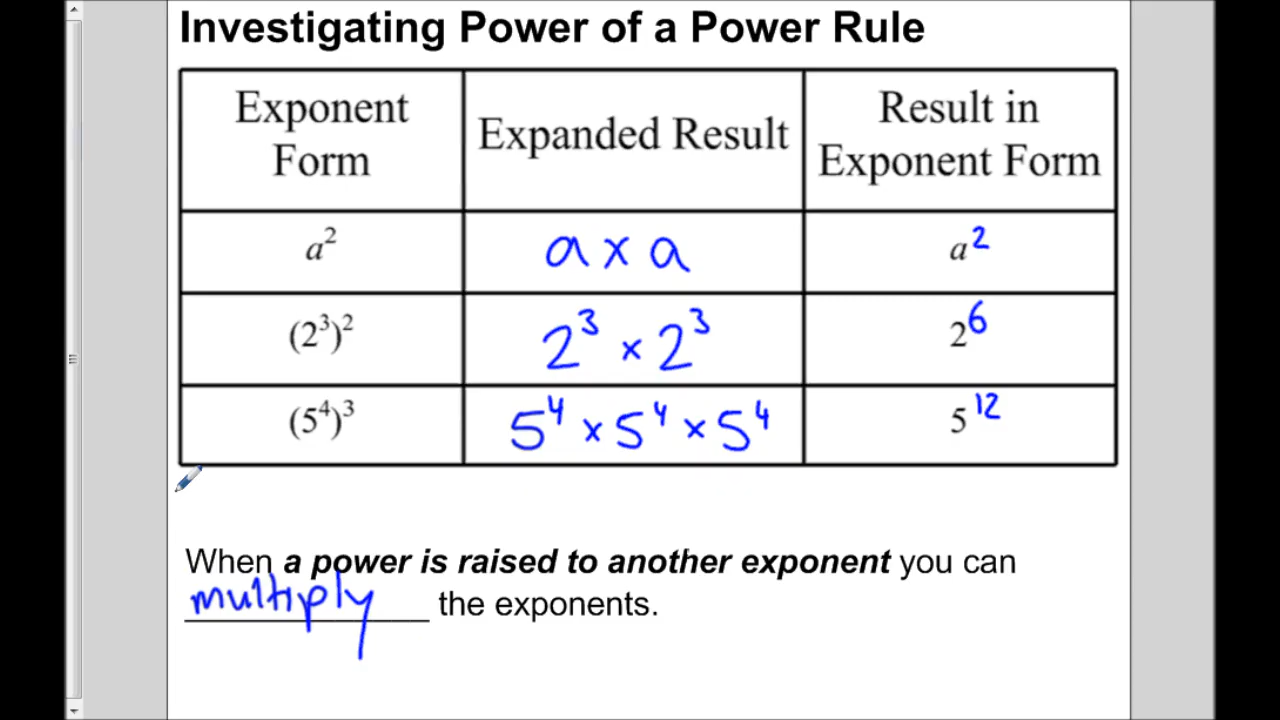 Investigating Power of a Power Rule
Exponent Form | Expanded Result | Result in Exponent Form
a² | a x a | a²
(2³)² | 2³ × 2³ | 2⁶
(5⁴)³ | 5⁴ × 5⁴ × 5⁴ | 5¹²
When a power is raised to another exponent you can
multiply the exponents.